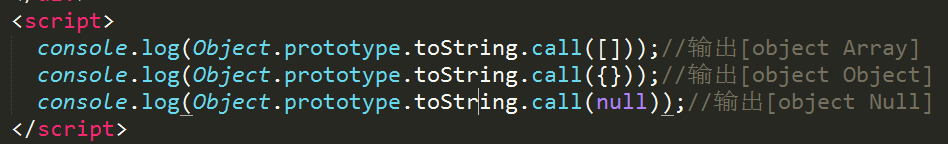 <script>
console.log(Object.prototype.toString.call([]));//输出[object Array]
console.log(Object.prototype.toString.call({}));//输出[object Object]
console.log(Object.prototype.toString.call(null));//输出[object Null]
</script>